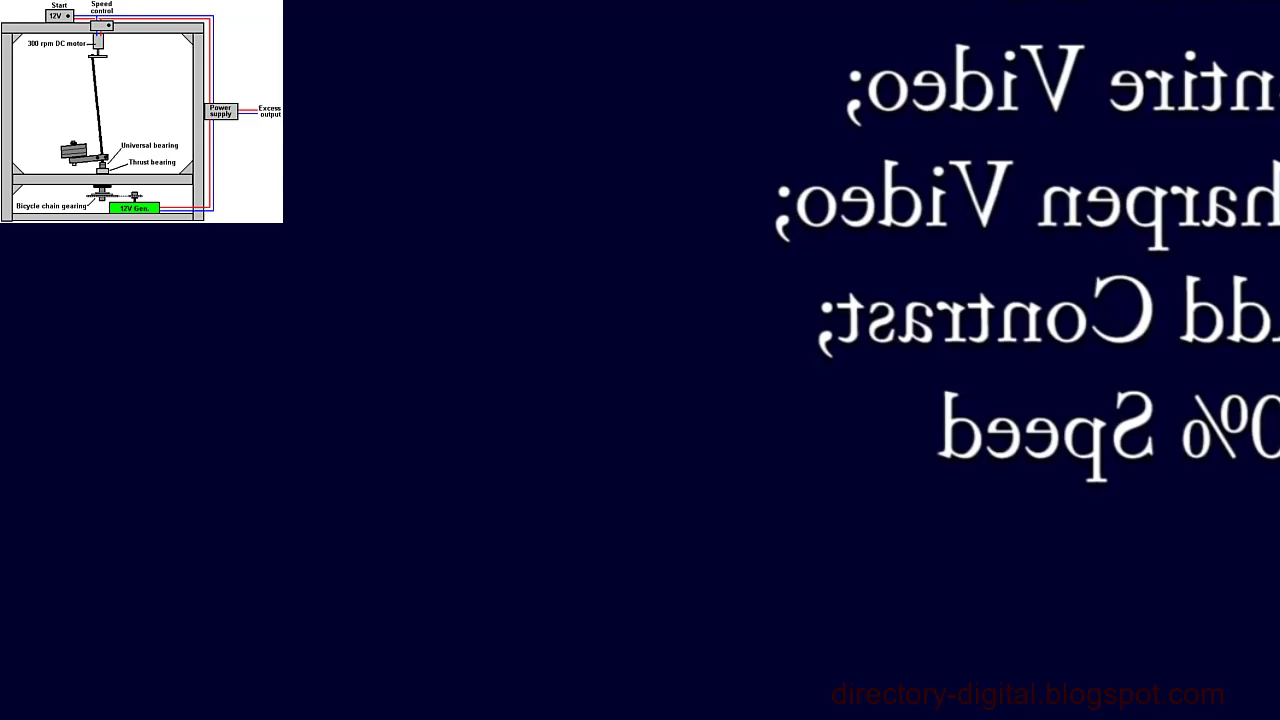 Start
12V
Speed
control
300 rpm DC motor
Power
supply
Excess
output
Universal bearing
Thrust bearing
Bicycle chain gearing
12V Gen.
ntire Video;
harpen Video;
dd Contrast;
0% Speed
directory-digital.blogspot.com